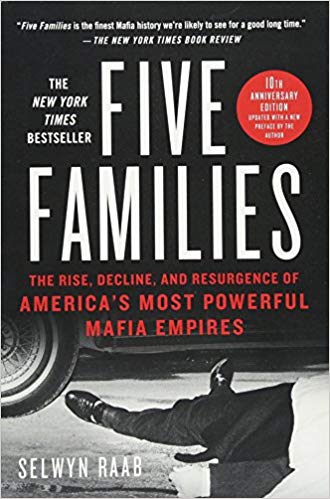 “Five Families is the finest Mafia history we’re likely to see for a good long time.”
— THE NEW YORK TIMES BOOK REVIEW
THE
NEW YORK
TIMES
BESTSELLER
FIVE
FAMILIES
10TH
ANNIVERSARY
EDITION
UPDATED WITH A NEW
PREFACE BY THE
AUTHOR
THE RISE, DECLINE, AND RESURGENCE OF
AMERICA'S MOST POWERFUL
MAFIA EMPIRES
SELWYN RAAB